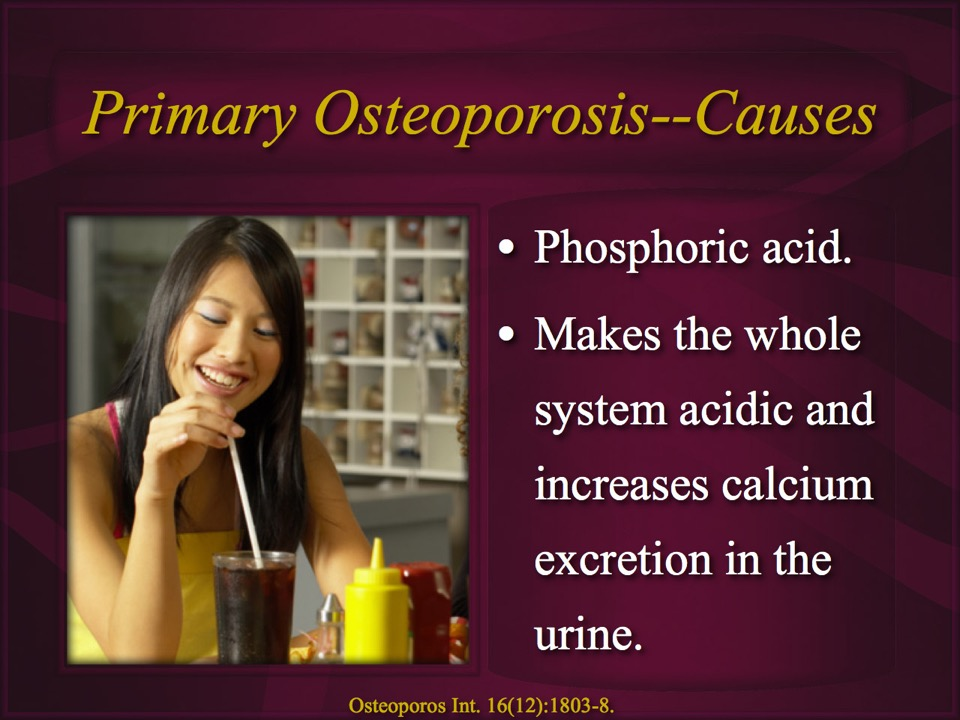 Primary Osteoporosis--Causes
• Phosphoric acid.
• Makes the whole
system acidic and
increases calcium
excretion in the
urine.
Osteoporos Int. 16(12):1803-8.